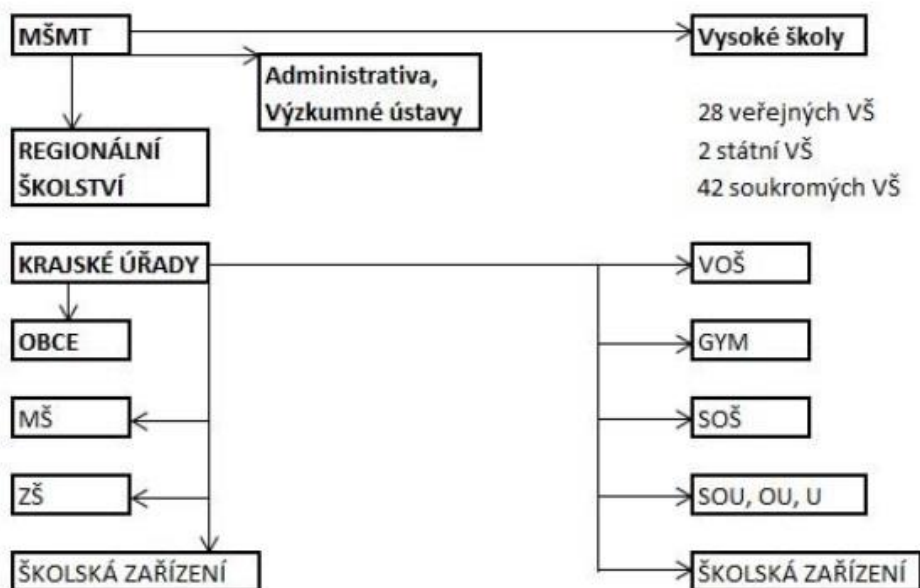 MŠMT
Vysoké školy
Administrativa,
Výzkumné ústavy
28 veřejných VŠ
2 státní VŠ
42 soukromých VŠ
REGIONÁLNÍ
ŠKOLSTVÍ
KRAJSKÉ ÚŘADY
VOŠ
OBCE
GYM
MŠ
SOŠ
ZŠ
SOU, OU, U
ŠKOLSKÁ ZAŘÍZENÍ
ŠKOLSKÁ ZAŘÍZENÍ